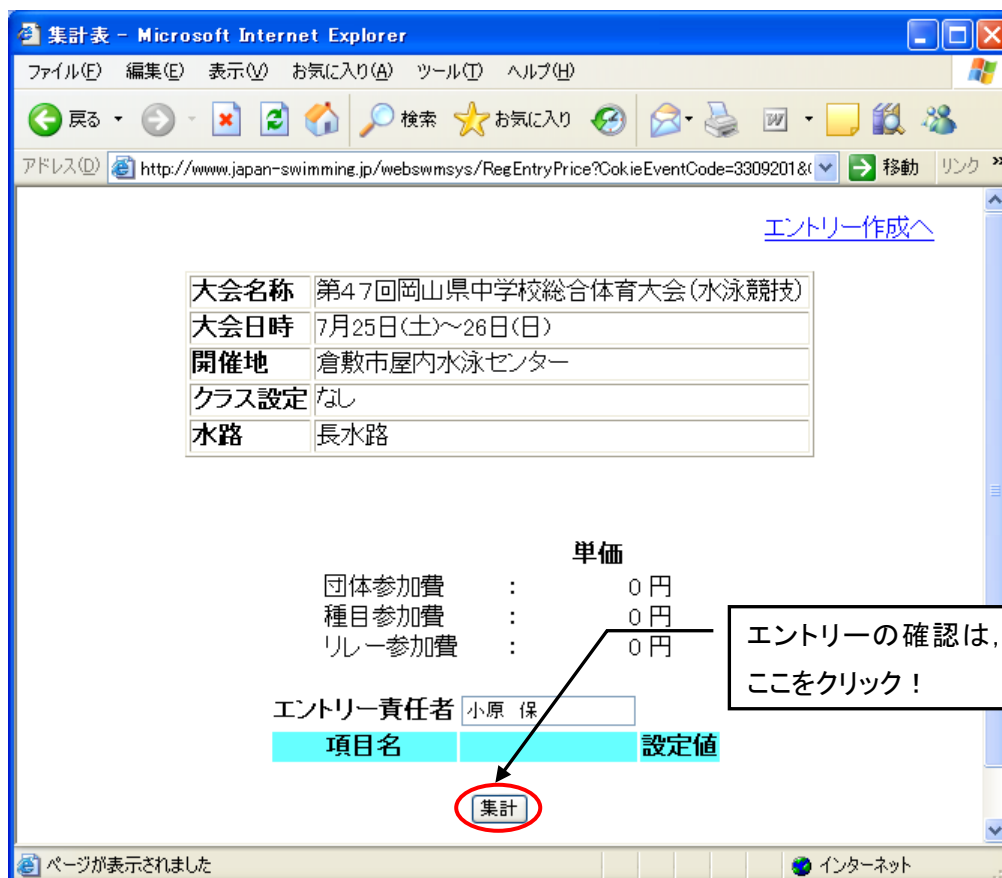 集計表 - Microsoft Internet Explorer
ファイル(F) 編集(E) 表示(V) お気に入り(A) ツール(T) ヘルプ(H)
戻る 検索 お気に入り
アドレス(D) http://www.japan-swimming.jp/webswmsys/RegEntryPrice?CokieEventCode=3309201&( 移動 リンク »
エントリー作成へ
大会名称 第47回岡山県中学校総合体育大会(水泳競技)
大会日時 7月25日(土)~26日(日)
開催地 倉敷市屋内水泳センター
クラス設定 なし
水路 長水路
単価
団体参加費 : 0 円
種目参加費 : 0 円
リレー参加費 : 0 円
エントリーの確認は,
ここをクリック!
エントリー責任者 小原 保
項目名 設定値
集計
ページが表示されました インターネット